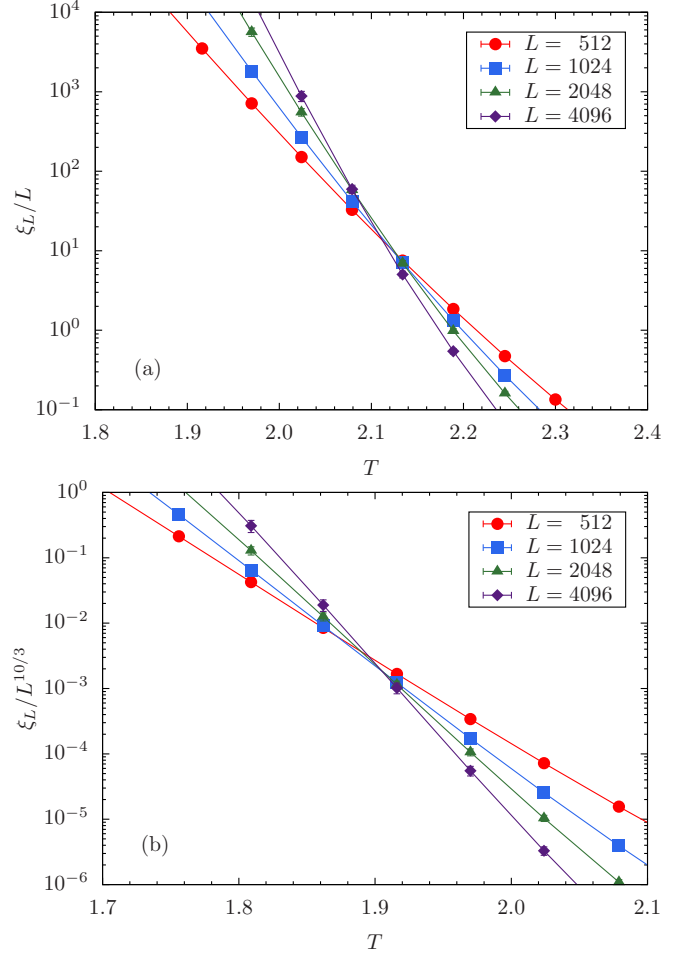 10^4
10^3
10^2
10^1
10^0
10^{-1}
ξ_L/L
L = 512
L = 1024
L = 2048
L = 4096
(a)
1.8 1.9 2.0 2.1 2.2 2.3 2.4
T
10^0
10^{-1}
10^{-2}
10^{-3}
10^{-4}
10^{-5}
10^{-6}
ξ_L/L^{10/3}
L = 512
L = 1024
L = 2048
L = 4096
(b)
1.7 1.8 1.9 2.0 2.1
T